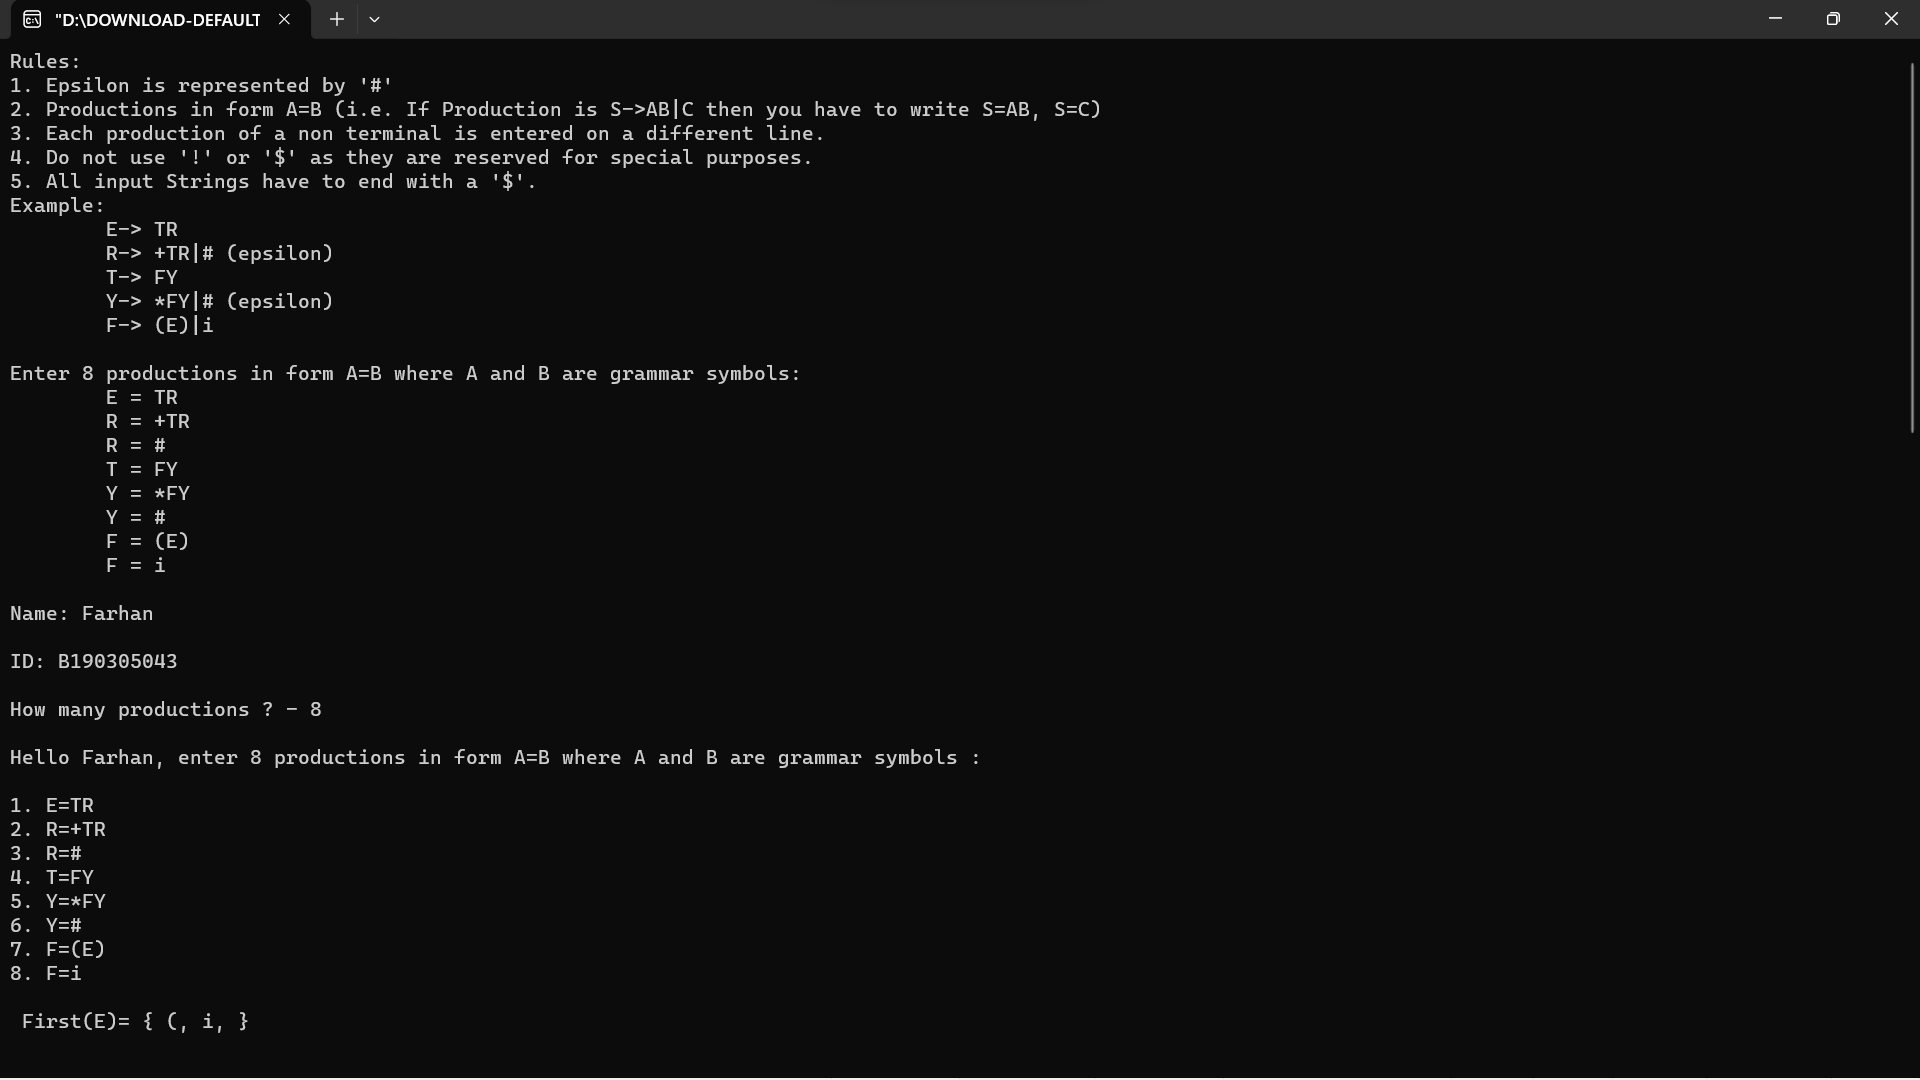 "D:\DOWNLOAD-DEFAULT
Rules:
1. Epsilon is represented by '#'
2. Productions in form A=B (i.e. If Production is S->AB|C then you have to write S=AB, S=C)
3. Each production of a non terminal is entered on a different line.
4. Do not use '!' or '$' as they are reserved for special purposes.
5. All input Strings have to end with a '$'.
Example:
E-> TR
R-> +TR|# (epsilon)
T-> FY
Y-> *FY|# (epsilon)
F-> (E)|i
Enter 8 productions in form A=B where A and B are grammar symbols:
E = TR
R = +TR
R = #
T = FY
Y = *FY
Y = #
F = (E)
F = i
Name: Farhan
ID: B190305043
How many productions ? - 8
Hello Farhan, enter 8 productions in form A=B where A and B are grammar symbols :
1. E=TR
2. R=+TR
3. R=#
4. T=FY
5. Y=*FY
6. Y=#
7. F=(E)
8. F=i
First(E)= { (, i, }